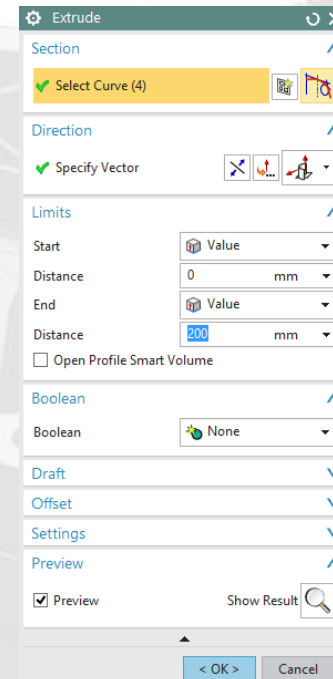 Extrude
Section
Select Curve (4)
Direction
Specify Vector
Limits
Start Value
Distance 0 mm
End Value
Distance 200 mm
Open Profile Smart Volume
Boolean
Boolean None
Draft
Offset
Settings
Preview
Preview Show Result
< OK > Cancel